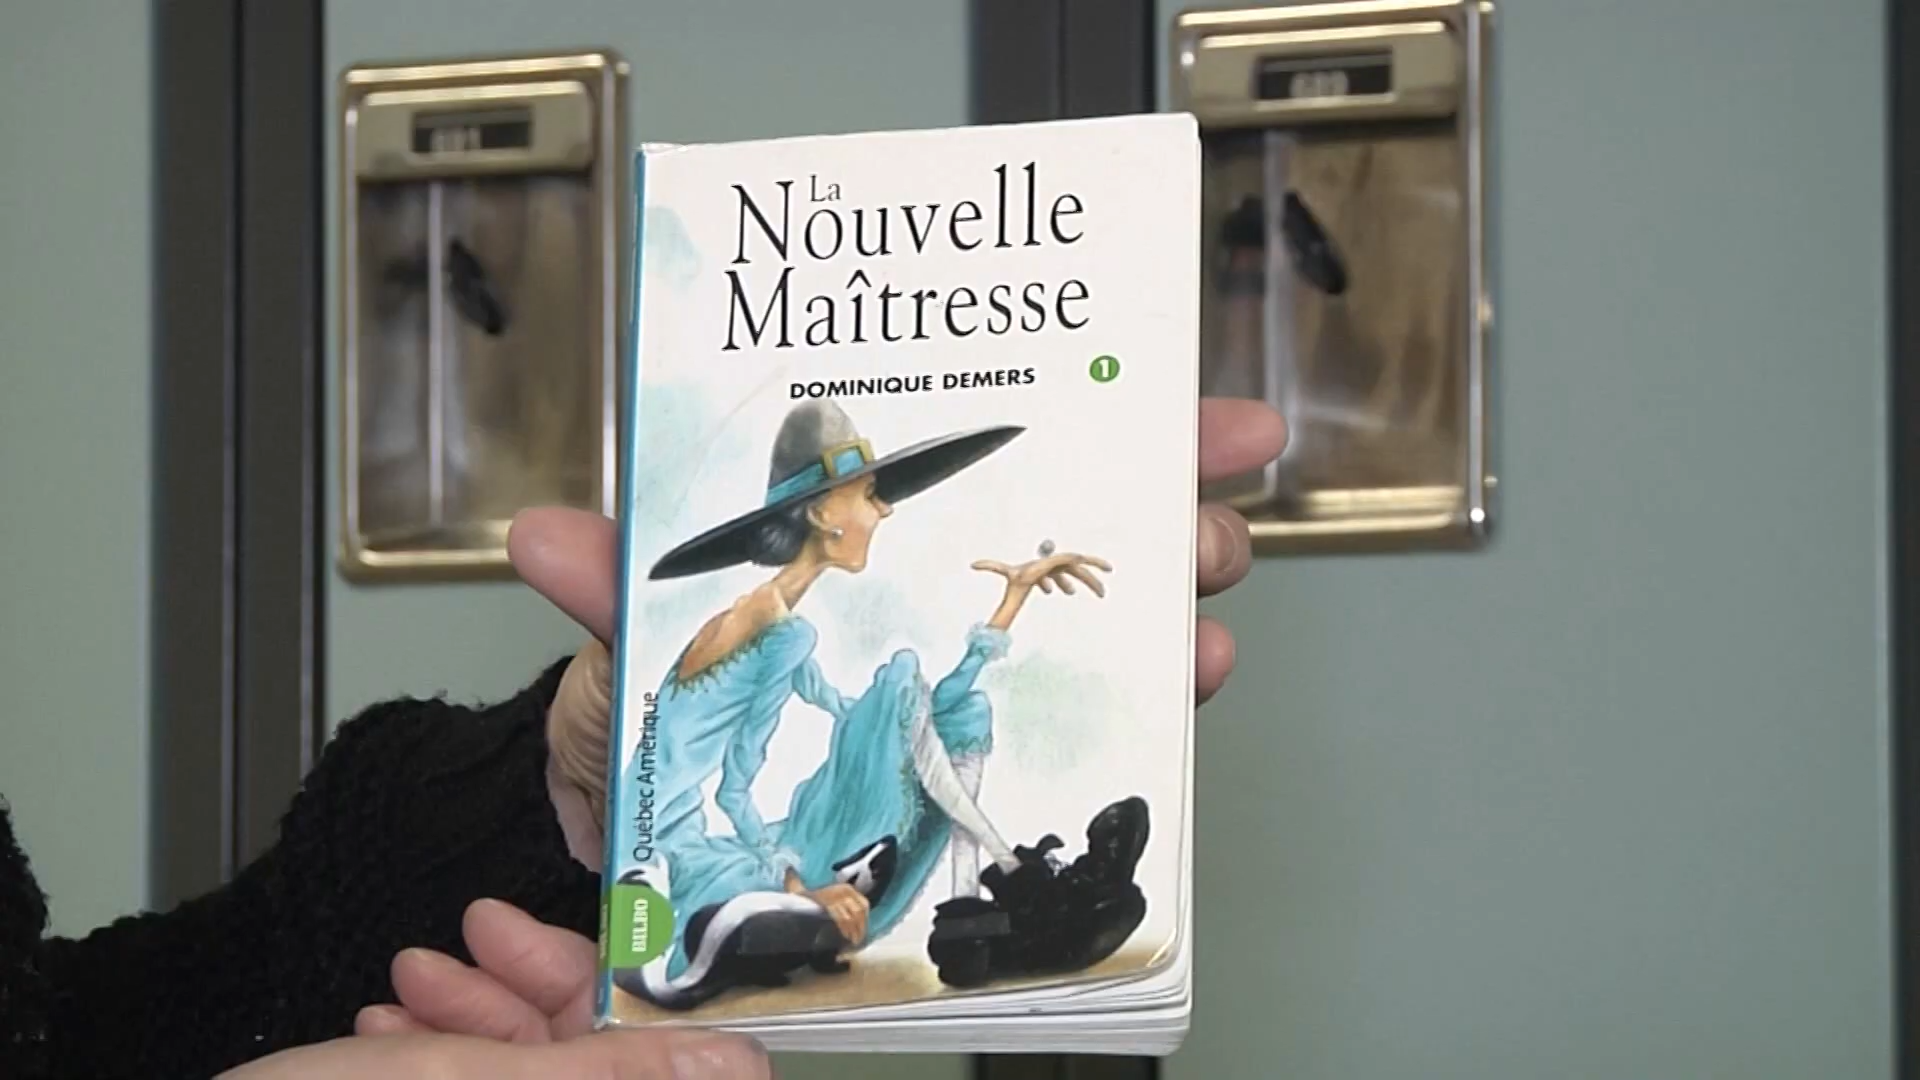 La
Nouvelle
Maîtresse
DOMINIQUE DEMERS
1
Québec Amérique
BILBO